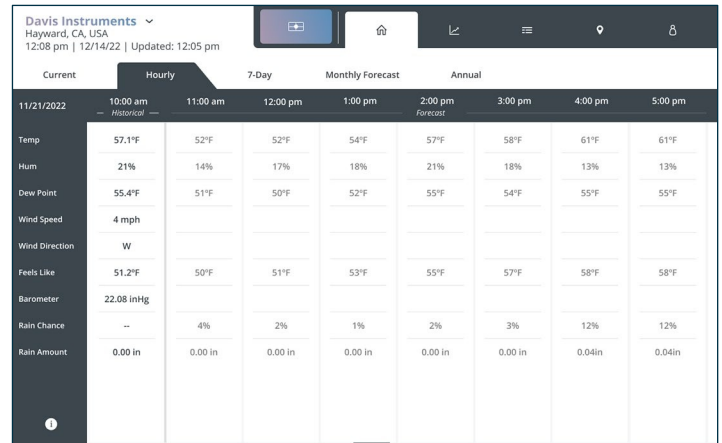 Davis Instruments
Hayward, CA, USA
12:08 pm | 12/14/22 | Updated: 12:05 pm
Current Hourly 7-Day Monthly Forecast Annual
11/21/2022 10:00 am 11:00 am 12:00 pm 1:00 pm 2:00 pm 3:00 pm 4:00 pm 5:00 pm
Historical Forecast
Temp 57.1°F 52°F 52°F 54°F 57°F 58°F 61°F 61°F
Hum 21% 14% 17% 18% 21% 18% 13% 13%
Dew Point 55.4°F 51°F 50°F 52°F 55°F 54°F 55°F 55°F
Wind Speed 4 mph
Wind Direction W
Feels Like 51.2°F 50°F 51°F 53°F 55°F 57°F 58°F 58°F
Barometer 22.08 inHg
Rain Chance -- 4% 2% 1% 2% 3% 12% 12%
Rain Amount 0.00 in 0.00 in 0.00 in 0.00 in 0.00 in 0.00 in 0.04in 0.04in